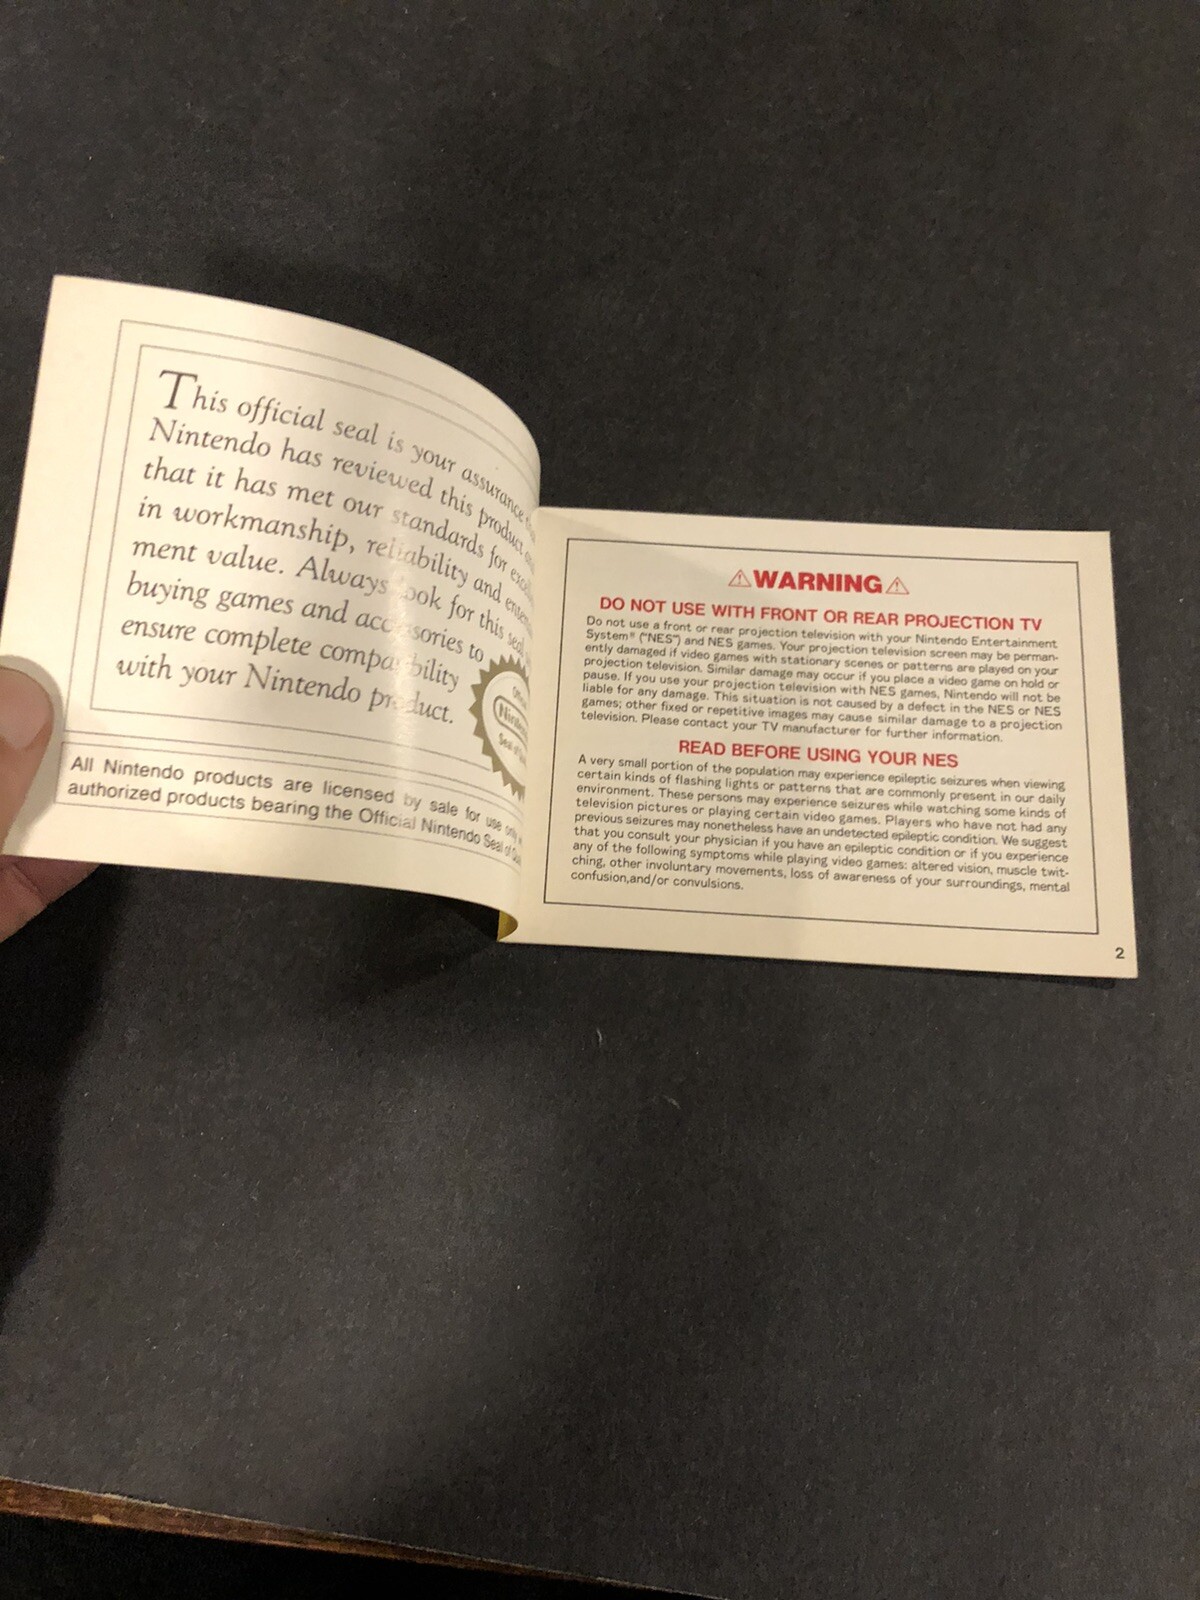 This official seal is your assurance
Nintendo has reviewed this product
that it has met our standards for
in workmanship, reliability and
ment value. Always look for this seal
buying games and accessories to
ensure complete compatibility
with your Nintendo product.
Nintendo
Seal of
All Nintendo products are licensed by sale for use only
authorized products bearing the Official Nintendo Seal of
⚠WARNING⚠
DO NOT USE WITH FRONT OR REAR PROJECTION TV
Do not use a front or rear projection television with your Nintendo Entertainment
System® ("NES") and NES games. Your projection television screen may be perman-
ently damaged if video games with stationary scenes or patterns are played on your
projection television. Similar damage may occur if you place a video game on hold or
pause. If you use your projection television with NES games, Nintendo will not be
liable for any damage. This situation is not caused by a defect in the NES or NES
games; other fixed or repetitive images may cause similar damage to a projection
television. Please contact your TV manufacturer for further information.
READ BEFORE USING YOUR NES
A very small portion of the population may experience epileptic seizures when viewing
certain kinds of flashing lights or patterns that are commonly present in our daily
environment. These persons may experience seizures while watching some kinds of
television pictures or playing certain video games. Players who have not had any
previous seizures may nonetheless have an undetected epileptic condition. We suggest
that you consult your physician if you have an epileptic condition or if you experience
any of the following symptoms while playing video games: altered vision, muscle twit-
ching, other involuntary movements, loss of awareness of your surroundings, mental
confusion,and/or convulsions.
2